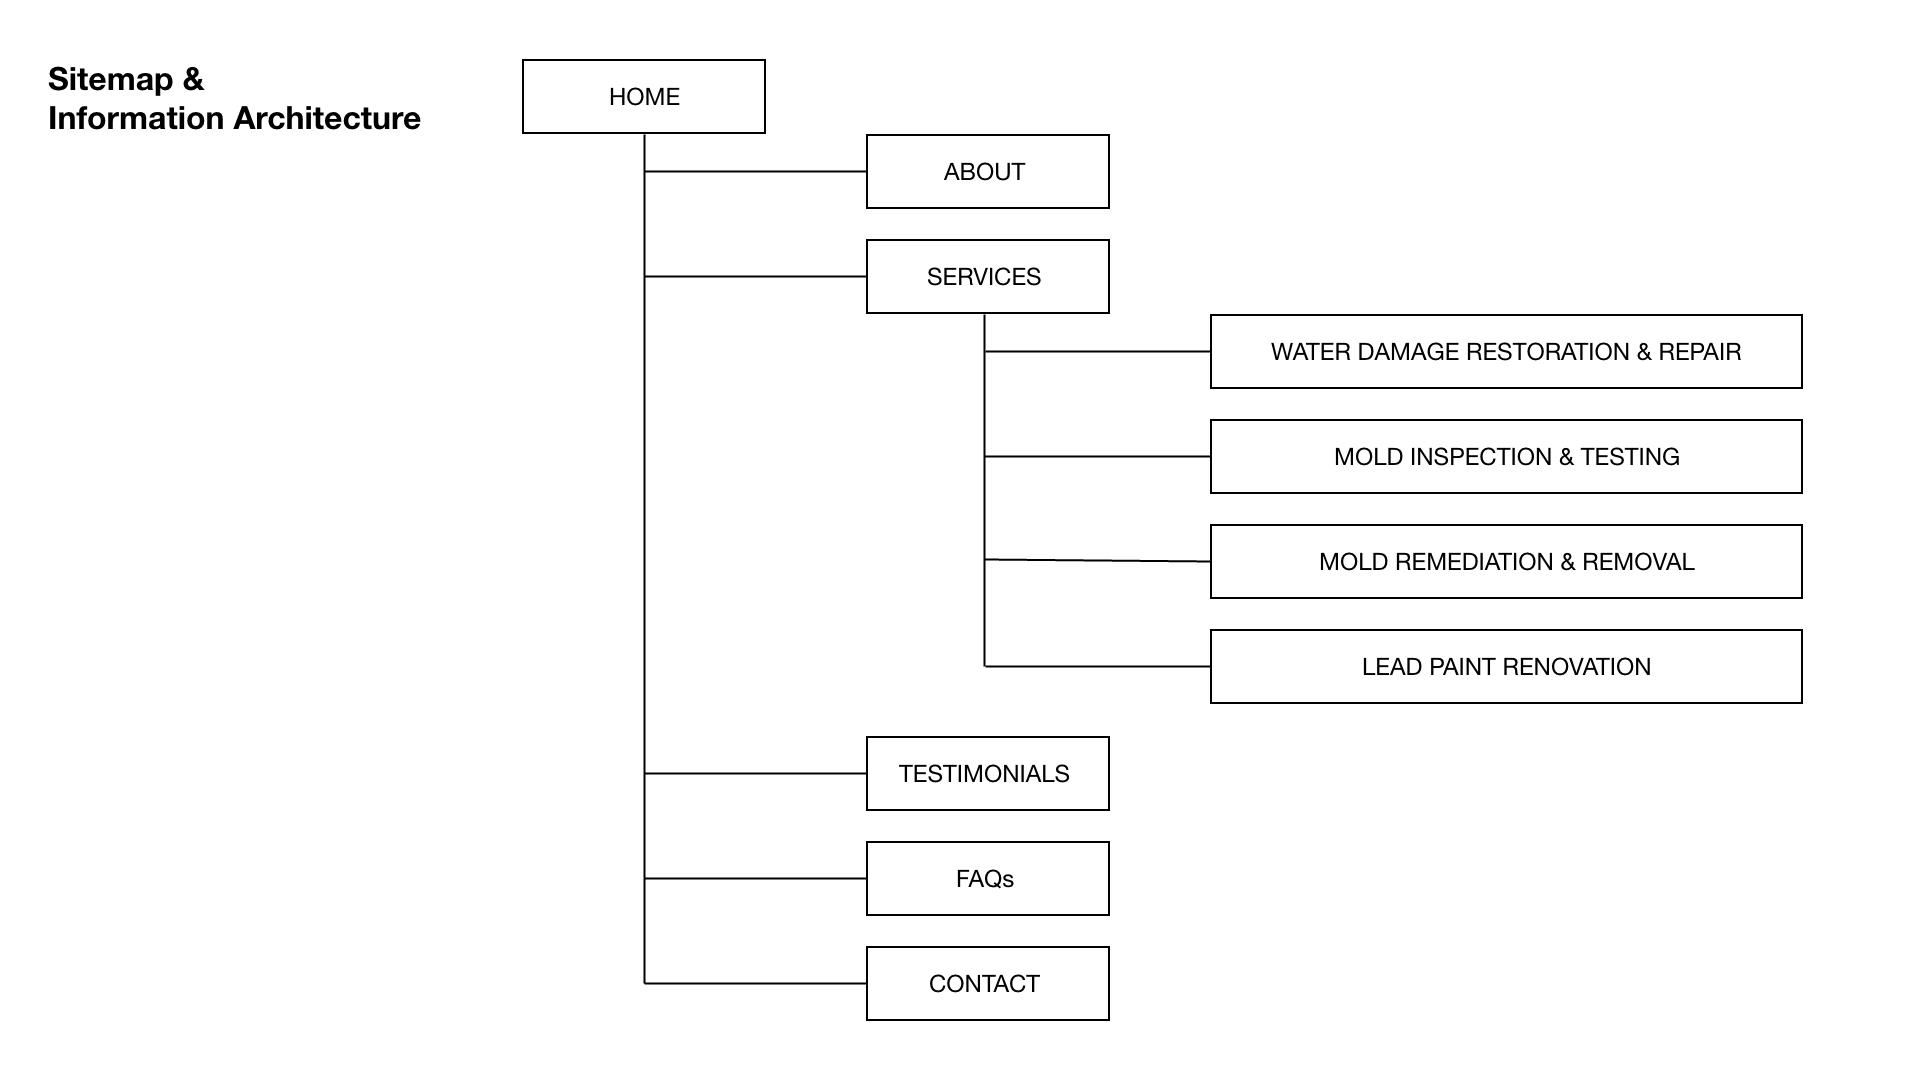 Sitemap &
Information Architecture
HOME
ABOUT
SERVICES
WATER DAMAGE RESTORATION & REPAIR
MOLD INSPECTION & TESTING
MOLD REMEDIATION & REMOVAL
LEAD PAINT RENOVATION
TESTIMONIALS
FAQs
CONTACT